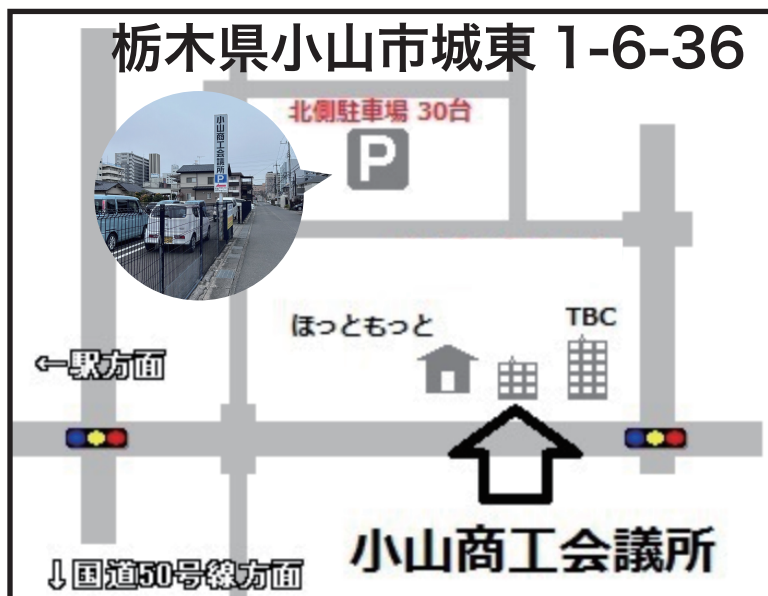 栃木県小山市城東 1-6-36
北側駐車場 30台
P
小山商工会議所
P
ほっともっと
TBC
←駅方面
小山商工会議所
↓国道50号線方面